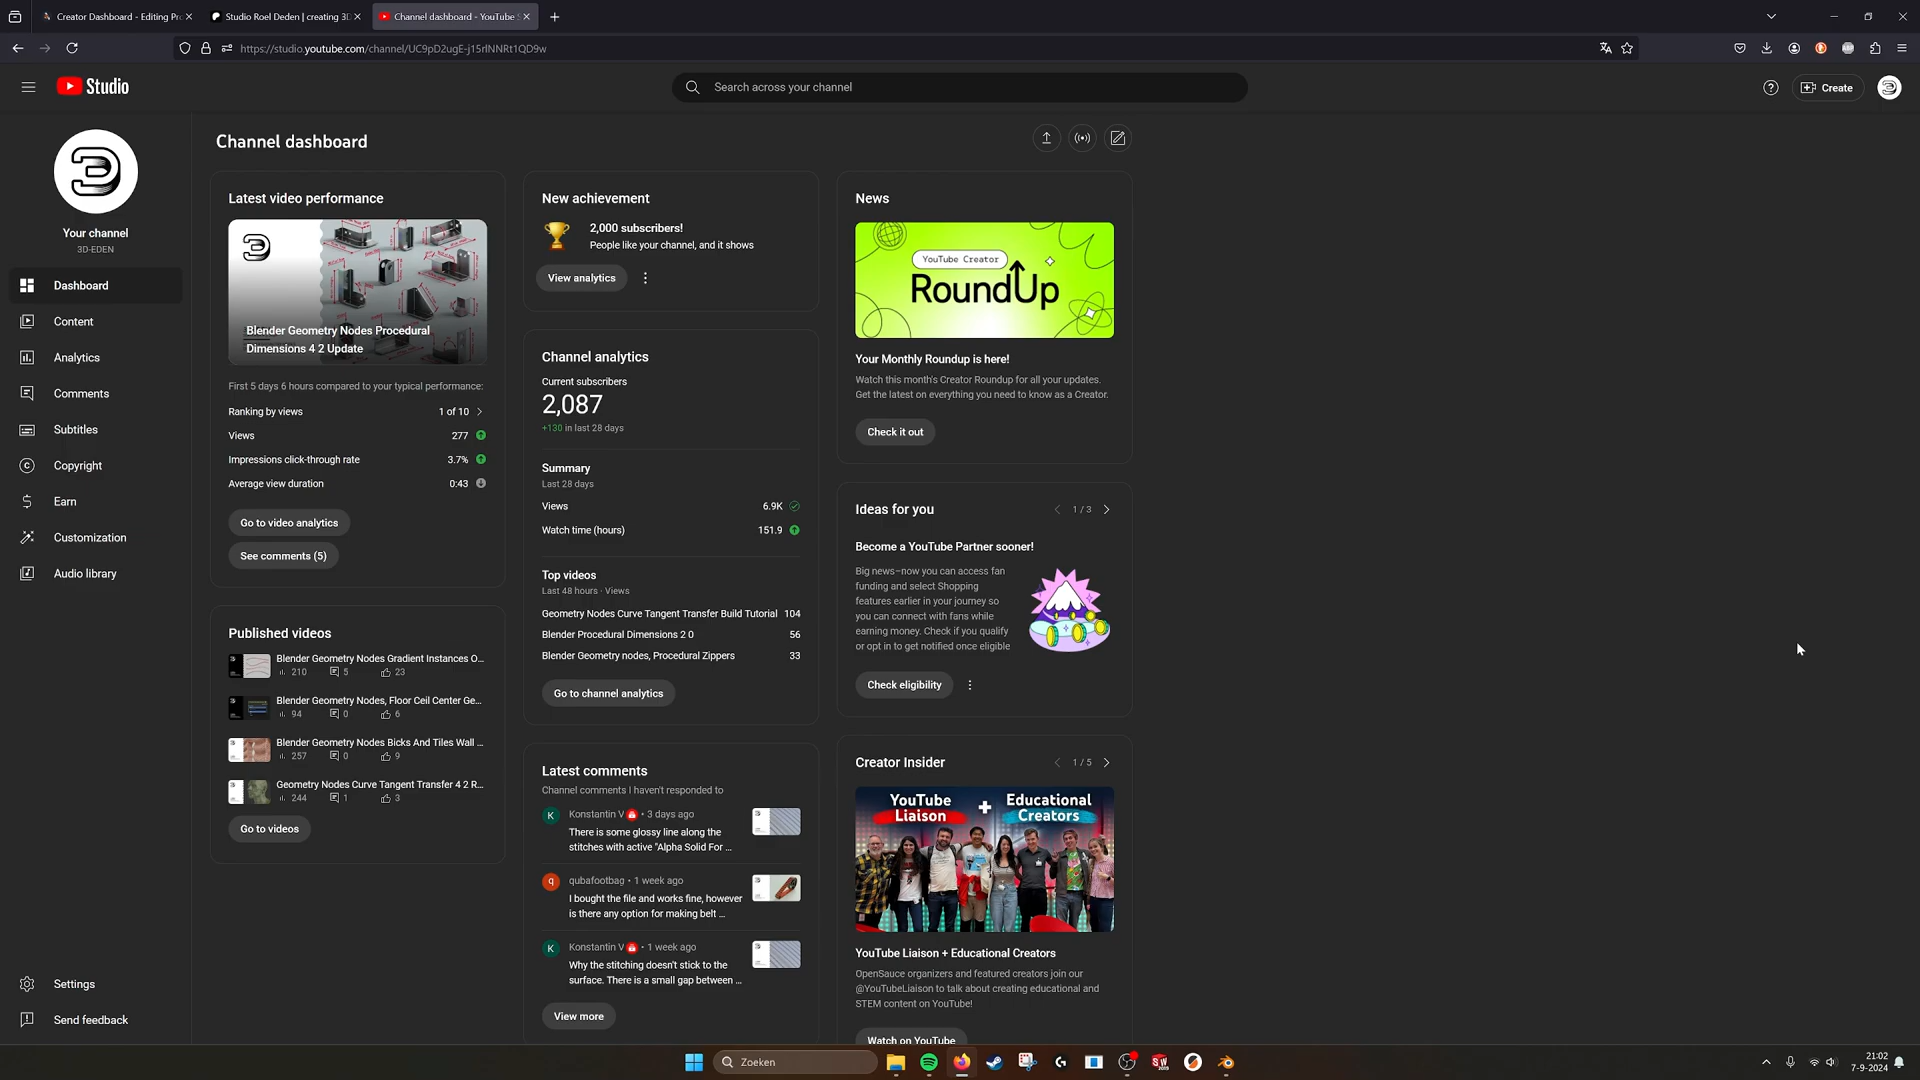 Creator Dashboard - Editing Pro
Studio Roel Deden | creating 3D
Channel dashboard - YouTube S
https://studio.youtube.com/channel/UC9pD2ugE-j15rlNNRt1QD9w
Studio
Search across your channel
Create
Your channel
3D-EDEN
Dashboard
Content
Analytics
Comments
Subtitles
Copyright
Earn
Customization
Audio library
Settings
Send feedback
Channel dashboard
Latest video performance
Blender Geometry Nodes Procedural
Dimensions 4 2 Update
First 5 days 6 hours compared to your typical performance:
Ranking by views 1 of 10
Views 277
Impressions click-through rate 3.7%
Average view duration 0:43
Go to video analytics
See comments (5)
Published videos
Blender Geometry Nodes Gradient Instances O...
210 5 23
Blender Geometry Nodes, Floor Ceil Center Ge...
94 0 6
Blender Geometry Nodes Bicks And Tiles Wall ...
257 0 9
Geometry Nodes Curve Tangent Transfer 4 2 R...
244 1 3
Go to videos
New achievement
2,000 subscribers!
People like your channel, and it shows
View analytics
Channel analytics
Current subscribers
2,087
+130 in last 28 days
Summary
Last 28 days
Views 6.9K
Watch time (hours) 151.9
Top videos
Last 48 hours · Views
Geometry Nodes Curve Tangent Transfer Build Tutorial 104
Blender Procedural Dimensions 2 0 56
Blender Geometry nodes, Procedural Zippers 33
Go to channel analytics
Latest comments
Channel comments I haven't responded to
K
Konstantin V • 3 days ago
There is some glossy line along the
stitches with active "Alpha Solid For ...
q
qubafootbag • 1 week ago
I bought the file and works fine, however
is there any option for making belt ...
K
Konstantin V • 1 week ago
Why the stitching doesn't stick to the
surface. There is a small gap between ...
View more
News
YouTube Creator
RoundUp
Your Monthly Roundup is here!
Watch this month's Creator Roundup for all your updates.
Get the latest on everything you need to know as a Creator.
Check it out
Ideas for you 1 / 3
Become a YouTube Partner sooner!
Big news–now you can access fan
funding and select Shopping
features earlier in your journey so
you can connect with fans while
earning money. Check if you qualify
or opt in to get notified once eligible
Check eligibility
Creator Insider 1 / 5
YouTube
Liaison
+
Educational
Creators
YouTube Liaison + Educational Creators
OpenSauce organizers and featured creators join our
@YouTubeLiaison to talk about creating educational and
STEM content on YouTube!
Watch on YouTube
Zoeken
21:02
7-9-2024